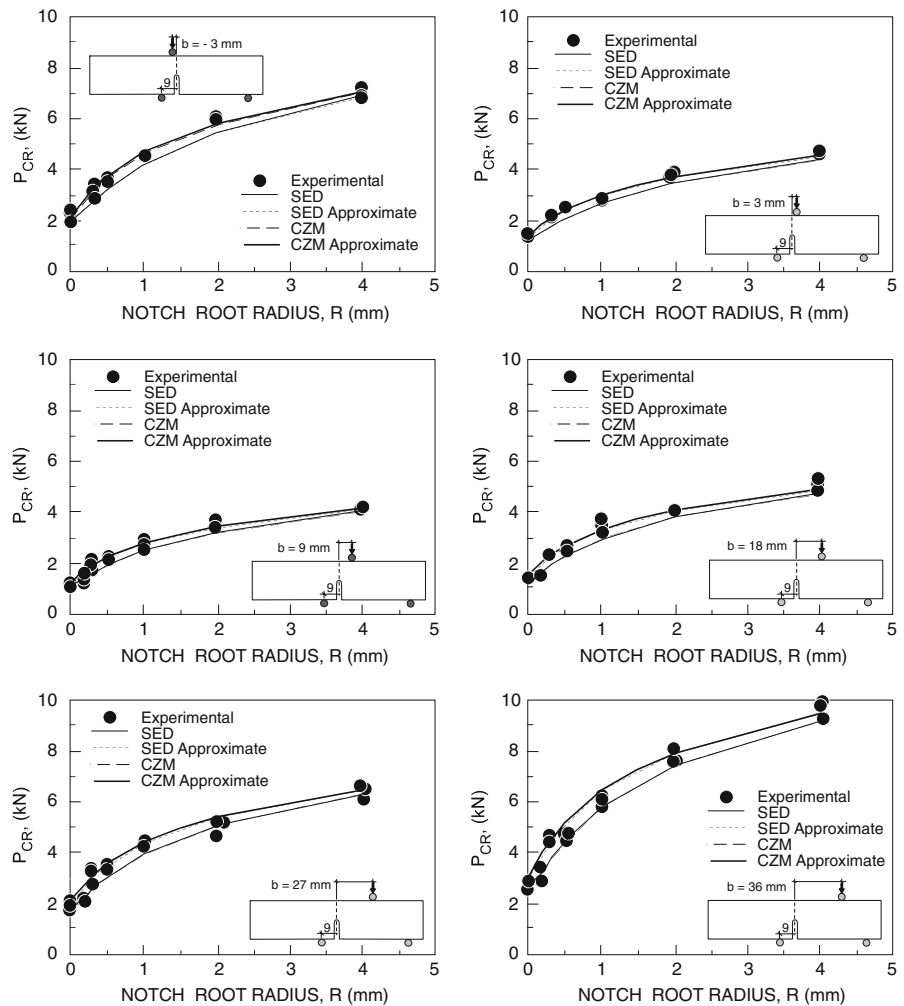 10
8
6
4
2
0
P_CR, (kN)
b = - 3 mm
9
Experimental
SED
SED Approximate
CZM
CZM Approximate
0 1 2 3 4 5
NOTCH ROOT RADIUS, R (mm)
10
8
6
4
2
0
P_CR, (kN)
Experimental
SED
SED Approximate
CZM
CZM Approximate
b = 3 mm
9
0 1 2 3 4 5
NOTCH ROOT RADIUS, R (mm)
10
8
6
4
2
0
P_CR, (kN)
Experimental
SED
SED Approximate
CZM
CZM Approximate
b = 9 mm
9
0 1 2 3 4 5
NOTCH ROOT RADIUS, R (mm)
10
8
6
4
2
0
P_CR, (kN)
Experimental
SED
SED Approximate
CZM
CZM Approximate
b = 18 mm
9
0 1 2 3 4 5
NOTCH ROOT RADIUS, R (mm)
10
8
6
4
2
0
P_CR, (kN)
Experimental
SED
SED Approximate
CZM
CZM Approximate
b = 27 mm
9
0 1 2 3 4 5
NOTCH ROOT RADIUS, R (mm)
10
8
6
4
2
0
P_CR, (kN)
Experimental
SED
SED Approximate
CZM
CZM Approximate
b = 36 mm
9
0 1 2 3 4 5
NOTCH ROOT RADIUS, R (mm)